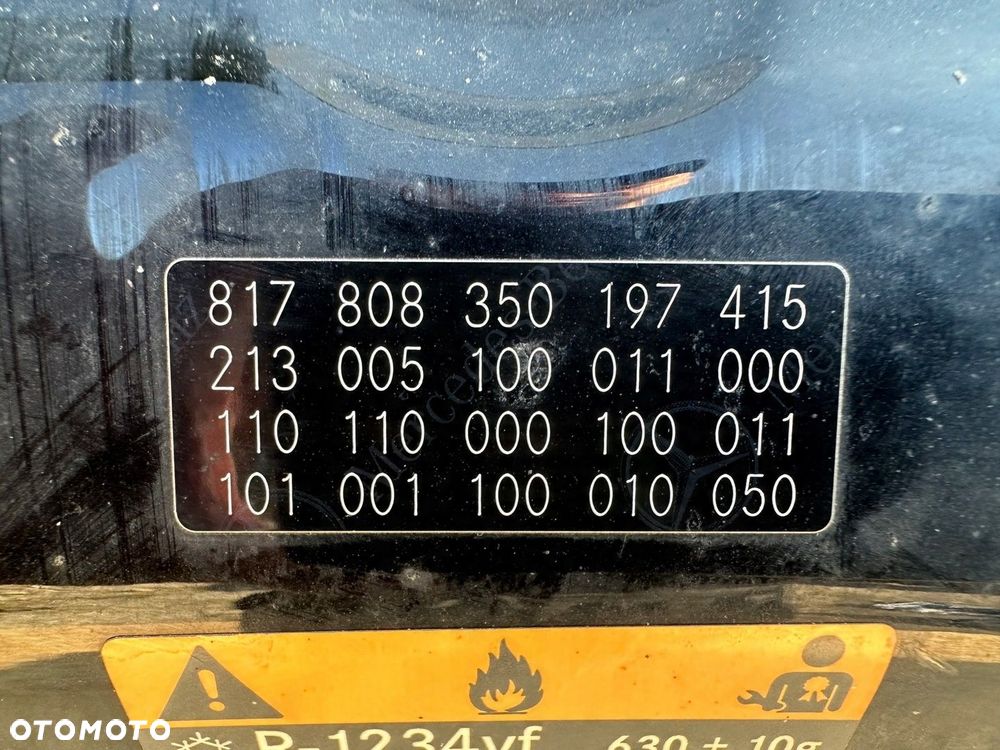 817 808 350 197 415
213 005 100 011 000
110 110 000 100 011
101 001 100 010 050
R-1234yf 630 ± 10g
OTOMOTO